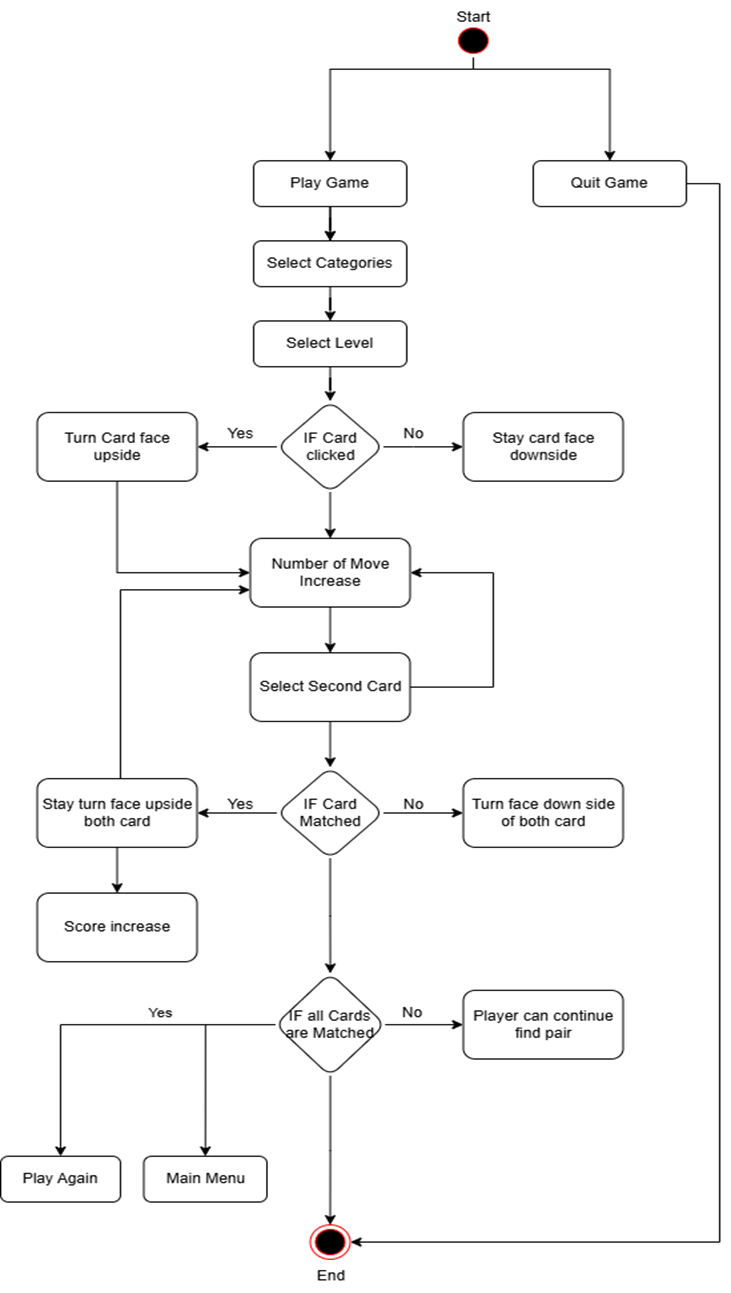 Start
Play Game
Quit Game
Select Categories
Select Level
Turn Card face
upside
Yes
IF Card
clicked
No
Stay card face
downside
Number of Move
Increase
Select Second Card
Stay turn face upside
both card
Yes
IF Card
Matched
No
Turn face down side
of both card
Score increase
Yes
IF all Cards
are Matched
No
Player can continue
find pair
Play Again
Main Menu
End